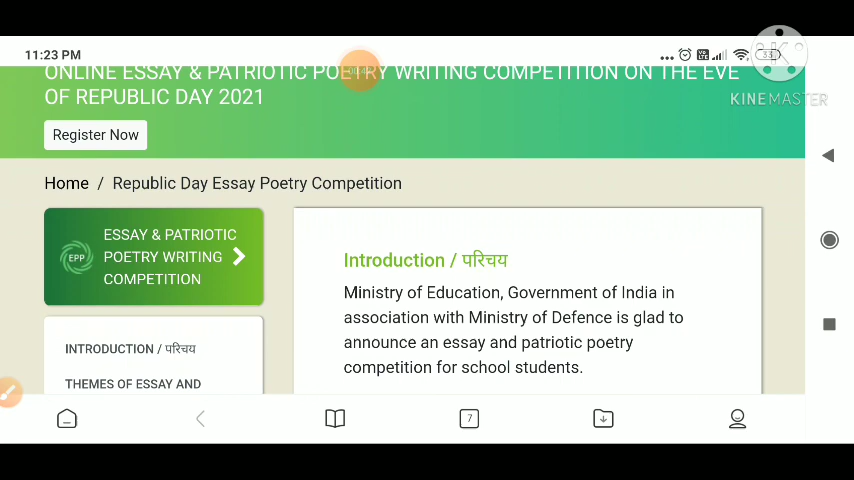 11:23 PM
33
KINEMASTER
ONLINE ESSAY & PATRIOTIC POETRY WRITING COMPETITION ON THE EVE
OF REPUBLIC DAY 2021
Register Now
Home / Republic Day Essay Poetry Competition
EPP
ESSAY & PATRIOTIC
POETRY WRITING
COMPETITION
INTRODUCTION / परिचय
THEMES OF ESSAY AND
Introduction / परिचय
Ministry of Education, Government of India in
association with Ministry of Defence is glad to
announce an essay and patriotic poetry
competition for school students.
7